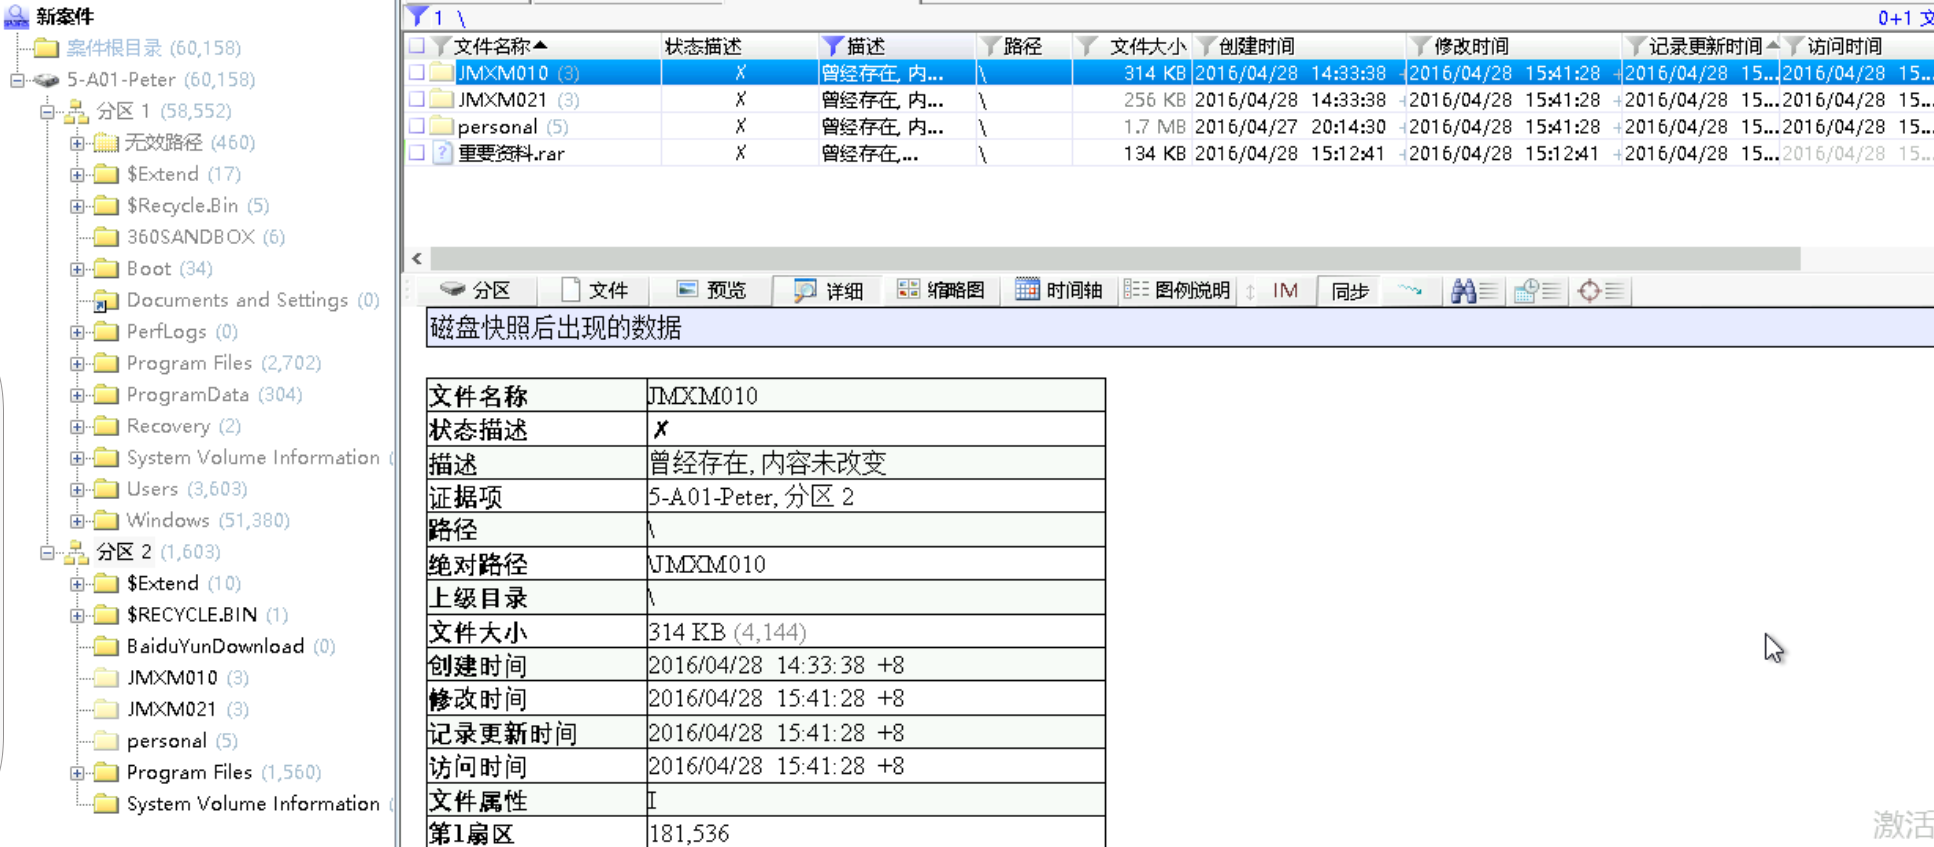 新案件
案件根目录 (60,158)
5-A01-Peter (60,158)
分区 1 (58,552)
无效路径 (460)
$Extend (17)
$Recycle.Bin (5)
360SANDBOX (6)
Boot (34)
Documents and Settings (0)
PerfLogs (0)
Program Files (2,702)
ProgramData (304)
Recovery (2)
System Volume Information (
Users (3,603)
Windows (51,380)
分区 2 (1,603)
$Extend (10)
$RECYCLE.BIN (1)
BaiduYunDownload (0)
JMXM010 (3)
JMXM021 (3)
personal (5)
Program Files (1,560)
System Volume Information (
1 \ 0+1 文
文件名称 状态描述 描述 路径 文件大小 创建时间 修改时间 记录更新时间 访问时间
JMXM010 (3) X 曾经存在, 内... \ 314 KB 2016/04/28 14:33:38 + 2016/04/28 15:41:28 + 2016/04/28 15... 2016/04/28 15...
JMXM021 (3) X 曾经存在, 内... \ 256 KB 2016/04/28 14:33:38 + 2016/04/28 15:41:28 + 2016/04/28 15... 2016/04/28 15...
personal (5) X 曾经存在, 内... \ 1.7 MB 2016/04/27 20:14:30 + 2016/04/28 15:41:28 + 2016/04/28 15... 2016/04/28 15...
重要资料.rar X 曾经存在,... \ 134 KB 2016/04/28 15:12:41 + 2016/04/28 15:12:41 + 2016/04/28 15... 2016/04/28 15...
分区 文件 预览 详细 缩略图 时间轴 图例说明 IM 同步
磁盘快照后出现的数据
文件名称 JMXM010
状态描述 ✗
描述 曾经存在, 内容未改变
证据项 5-A01-Peter, 分区 2
路径 \
绝对路径 \JMXM010
上级目录 \
文件大小 314 KB (4,144)
创建时间 2016/04/28 14:33:38 +8
修改时间 2016/04/28 15:41:28 +8
记录更新时间 2016/04/28 15:41:28 +8
访问时间 2016/04/28 15:41:28 +8
文件属性 I
第1扇区 181,536
激活